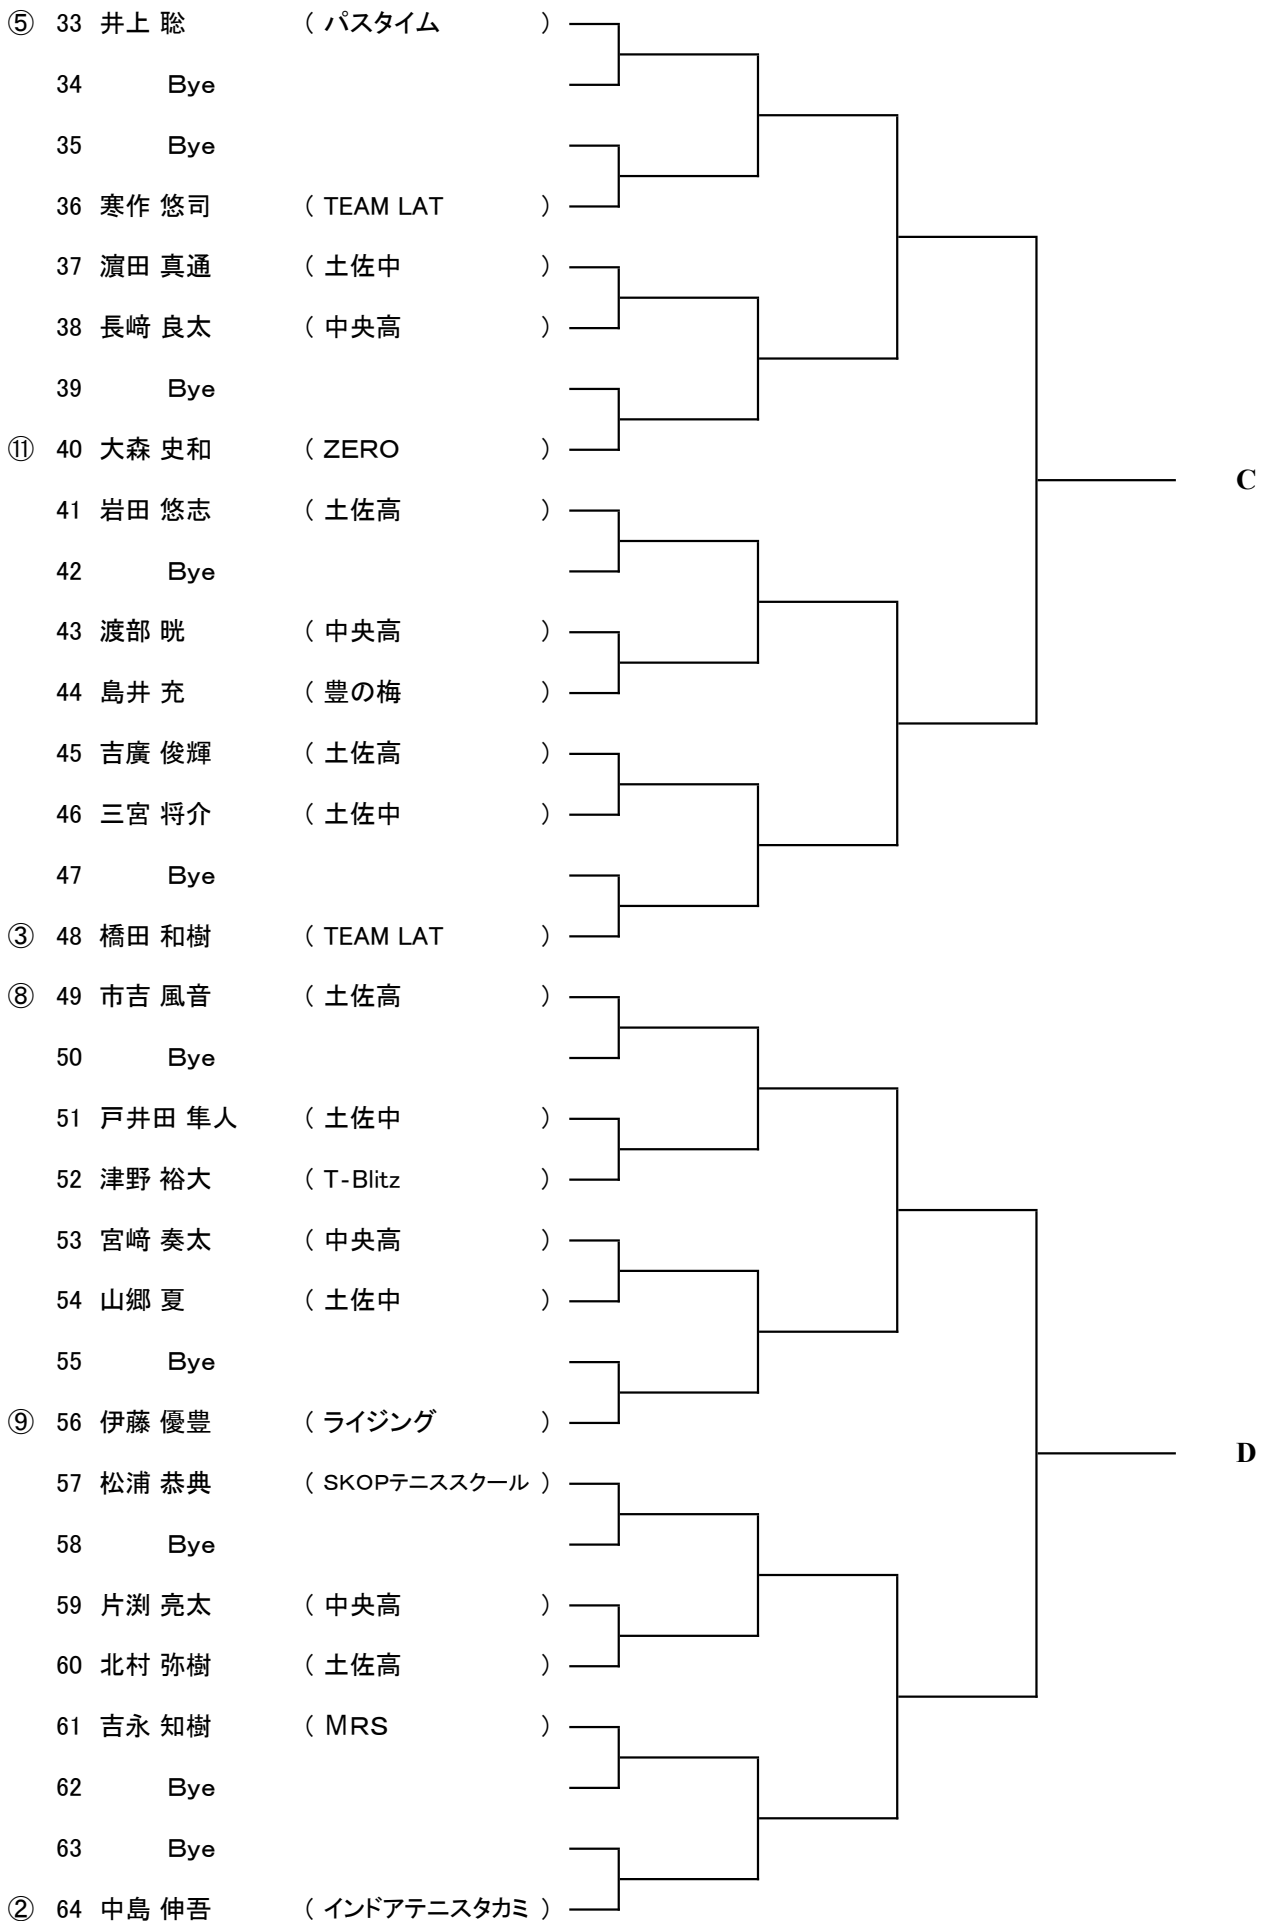 ⑤ 33 井上 聡 ( パスタイム )
34 Bye
35 Bye
36 寒作 悠司 ( TEAM LAT )
37 濵田 真通 ( 土佐中 )
38 長﨑 良太 ( 中央高 )
39 Bye
⑪ 40 大森 史和 ( ZERO )
C
41 岩田 悠志 ( 土佐高 )
42 Bye
43 渡部 晄 ( 中央高 )
44 島井 充 ( 豊の梅 )
45 吉廣 俊輝 ( 土佐高 )
46 三宮 将介 ( 土佐中 )
47 Bye
③ 48 橋田 和樹 ( TEAM LAT )
⑧ 49 市吉 風音 ( 土佐高 )
50 Bye
51 戸井田 隼人 ( 土佐中 )
52 津野 裕大 ( T-Blitz )
53 宮﨑 奏太 ( 中央高 )
54 山郷 夏 ( 土佐中 )
55 Bye
⑨ 56 伊藤 優豊 ( ライジング )
D
57 松浦 恭典 ( SKOPテニススクール )
58 Bye
59 片渕 亮太 ( 中央高 )
60 北村 弥樹 ( 土佐高 )
61 吉永 知樹 ( MRS )
62 Bye
63 Bye
② 64 中島 伸吾 ( インドアテニスタカミ )